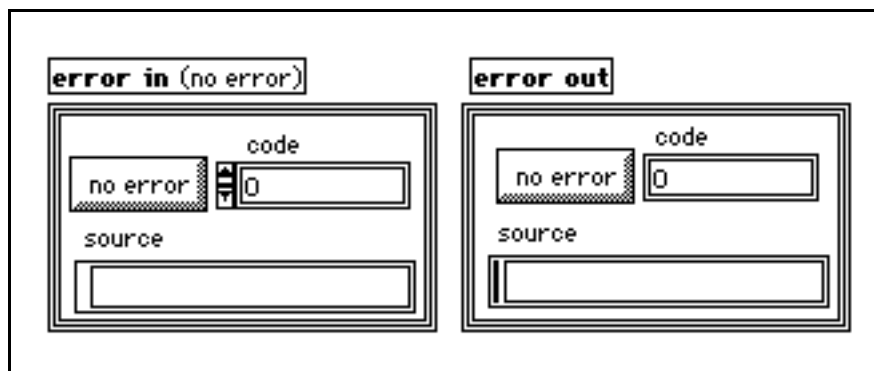 error in (no error)
error out
code
no error
0
source
code
no error
0
source